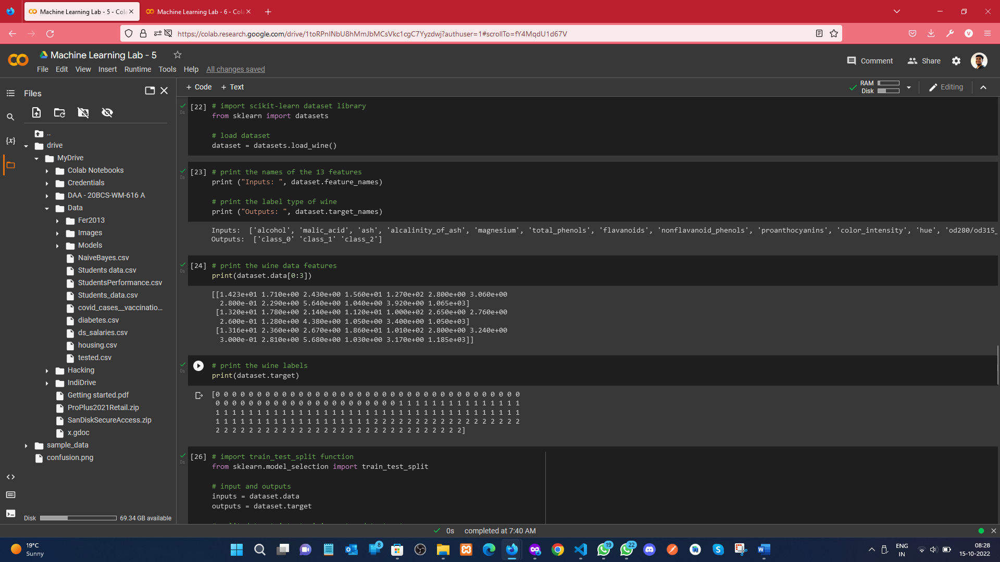 Machine Learning Lab - 5 - Cola
Machine Learning Lab - 6 - Cola
https://colab.research.google.com/drive/1toRPnINbU8hMmJbMCsVkc1cgC7Yyzdwj?authuser=1#scrollTo=fY4MqdU1d67V
V
Machine Learning Lab - 5
File Edit View Insert Runtime Tools Help All changes saved
Comment
Share
Files
+ Code + Text
RAM
Disk
Editing
{x}
..
drive
MyDrive
Colab Notebooks
Credentials
DAA - 20BCS-WM-616 A
Data
Fer2013
Images
Models
NaiveBayes.csv
Students data.csv
StudentsPerformance.csv
Students_data.csv
covid_cases__vaccinatio...
diabetes.csv
ds_salaries.csv
housing.csv
tested.csv
Hacking
IndiDrive
Getting started.pdf
ProPlus2021Retail.zip
SanDiskSecureAccess.zip
x.gdoc
sample_data
confusion.png
Disk 69.34 GB available
[22] # import scikit-learn dataset library
0s
from sklearn import datasets
# load dataset
dataset = datasets.load_wine()
[23] # print the names of the 13 features
0s
print ("Inputs: ", dataset.feature_names)
# print the label type of wine
print ("Outputs: ", dataset.target_names)
Inputs:  ['alcohol', 'malic_acid', 'ash', 'alcalinity_of_ash', 'magnesium', 'total_phenols', 'flavanoids', 'nonflavanoid_phenols', 'proanthocyanins', 'color_intensity', 'hue', 'od280/od315_
Outputs:  ['class_0' 'class_1' 'class_2']
[24] # print the wine data features
0s
print(dataset.data[0:3])
[[1.423e+01 1.710e+00 2.430e+00 1.560e+01 1.270e+02 2.800e+00 3.060e+00
2.800e-01 2.290e+00 5.640e+00 1.040e+00 3.920e+00 1.065e+03]
[1.320e+01 1.780e+00 2.140e+00 1.120e+01 1.000e+02 2.650e+00 2.760e+00
2.600e-01 1.280e+00 4.380e+00 1.050e+00 3.400e+00 1.050e+03]
[1.316e+01 2.360e+00 2.670e+00 1.860e+01 1.010e+02 2.800e+00 3.240e+00
3.000e-01 2.810e+00 5.680e+00 1.030e+00 3.170e+00 1.185e+03]]
# print the wine labels
0s
print(dataset.target)
[0 0 0 0 0 0 0 0 0 0 0 0 0 0 0 0 0 0 0 0 0 0 0 0 0 0 0 0 0 0 0 0 0 0 0 0 0
0 0 0 0 0 0 0 0 0 0 0 0 0 0 0 0 0 0 0 0 0 0 1 1 1 1 1 1 1 1 1 1 1 1 1 1 1
1 1 1 1 1 1 1 1 1 1 1 1 1 1 1 1 1 1 1 1 1 1 1 1 1 1 1 1 1 1 1 1 1 1 1 1 1
1 1 1 1 1 1 1 1 1 1 1 1 1 1 1 1 1 1 1 2 2 2 2 2 2 2 2 2 2 2 2 2 2 2 2 2 2
2 2 2 2 2 2 2 2 2 2 2 2 2 2 2 2 2 2 2 2 2 2 2 2 2 2 2 2 2 2]
[26] # import train_test_split function
0s
from sklearn.model_selection import train_test_split
# input and outputs
inputs = dataset.data
outputs = dataset.target
0s completed at 7:40 AM
19°C
Sunny
8
19
22
ENG
IN
08:28
15-10-2022